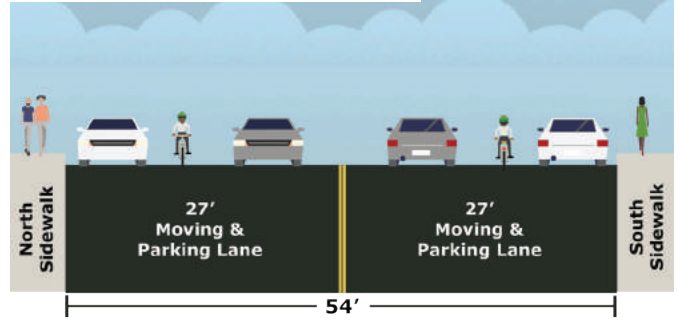 North
Sidewalk
27'
Moving &
Parking Lane
27'
Moving &
Parking Lane
South
Sidewalk
54'